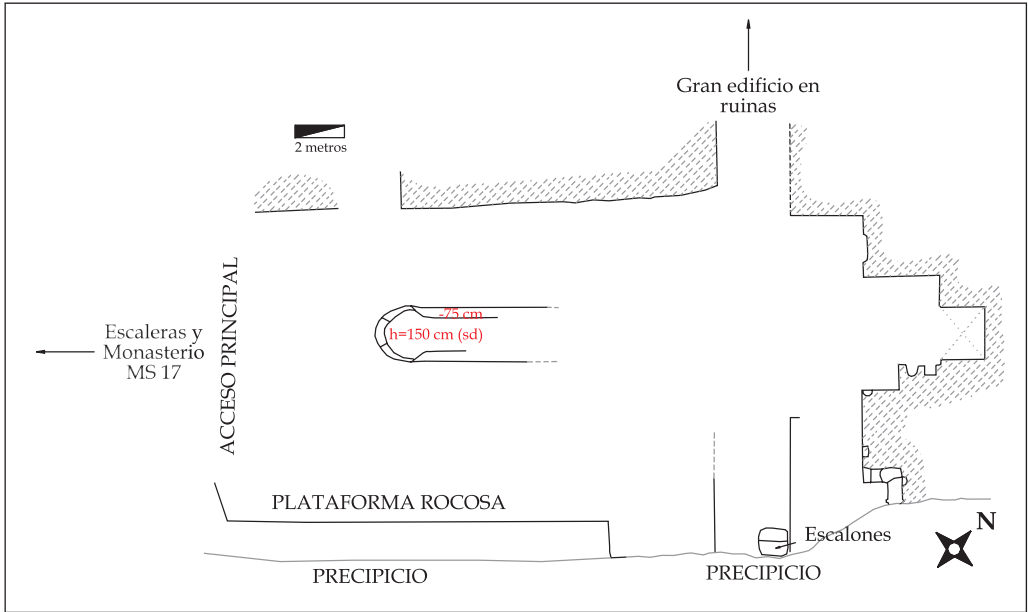 Gran edificio en
ruinas
2 metros
ACCESO PRINCIPAL
-75 cm
h=150 cm (sd)
Escaleras y
Monasterio
MS 17
PLATAFORMA ROCOSA
Escalones
N
PRECIPICIO
PRECIPICIO